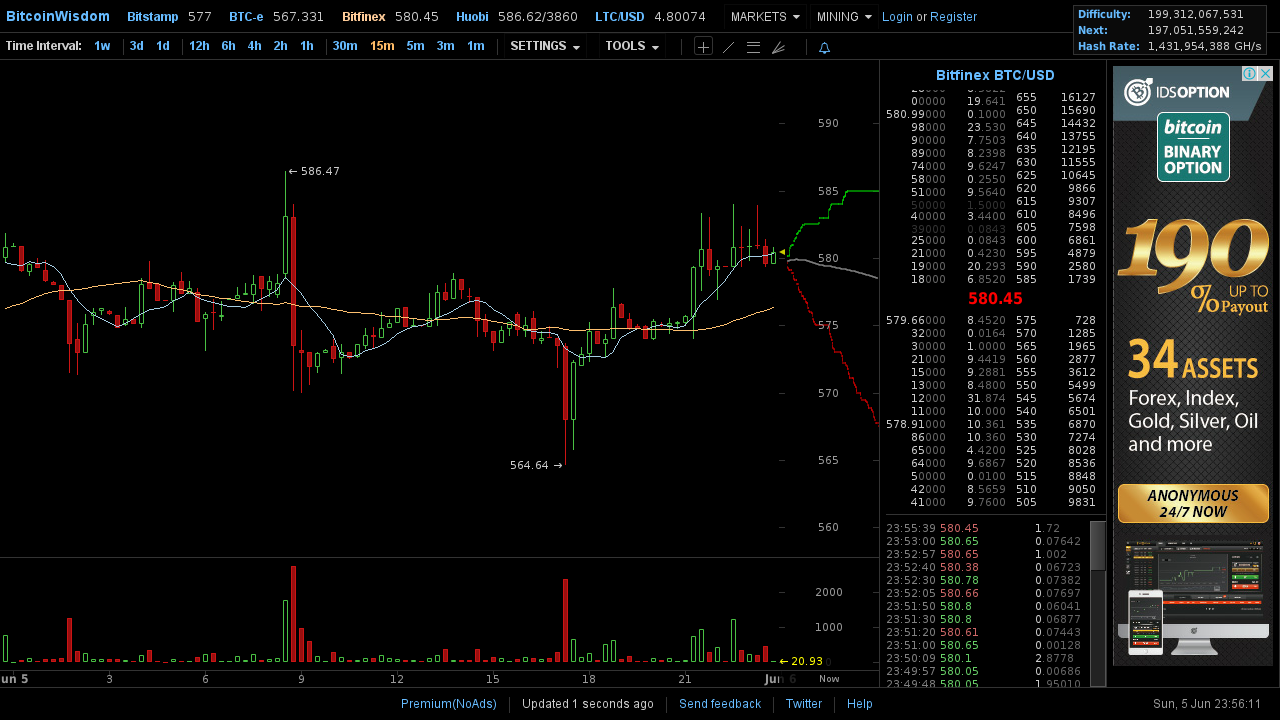 BitcoinWisdom Bitstamp 577 BTC-e 567.331 Bitfinex 580.45 Huobi 586.62/3860 LTC/USD 4.80074 MARKETS MINING Login or Register
Difficulty: 199,312,067,531
Next: 197,051,559,242
Hash Rate: 1,431,954,388 GH/s
Time Interval: 1w 3d 1d 12h 6h 4h 2h 1h 30m 15m 5m 3m 1m SETTINGS TOOLS
590
585
580
575
570
565
560
← 586.47
564.64 →
2000
1000
← 20.93
un 5 3 6 9 12 15 18 21 Jun 6 Now
Bitfinex BTC/USD
00000 19.641 655 16127
580.99000 0.1000 650 15690
98000 23.530 645 14432
90000 7.7503 640 13755
89000 8.2398 635 12195
74000 9.6247 630 11555
58000 0.2550 625 10645
51000 9.5640 620 9866
50000 1.5000 615 9307
40000 3.4400 610 8496
39000 0.0843 605 7598
25000 0.0843 600 6861
21000 0.4230 595 4879
19000 20.293 590 2580
18000 6.8520 585 1739
580.45
579.66000 8.4520 575 728
32000 0.0164 570 1285
30000 1.0000 565 1965
21000 9.4419 560 2877
15000 9.2881 555 3612
13000 8.4800 550 5499
12000 31.874 545 5674
11000 10.000 540 6501
578.91000 10.361 535 6870
86000 10.360 530 7274
65000 4.4200 525 8028
64000 9.6867 520 8536
50000 0.0100 515 8848
42000 8.5659 510 9050
41000 9.7600 505 9831
23:55:39 580.45 1.72
23:53:00 580.65 0.07642
23:52:57 580.65 1.002
23:52:40 580.38 0.06723
23:52:30 580.78 0.07382
23:52:05 580.66 0.07697
23:51:50 580.8 0.06041
23:51:30 580.8 0.06877
23:51:20 580.61 0.07443
23:51:00 580.65 0.00128
23:50:09 580.1 2.8778
23:49:57 580.05 0.00686
23:49:48 580.05 1.95010
IDSOPTION
bitcoin
BINARY
OPTION
190
% UP TO
Payout
34 ASSETS
Forex, Index,
Gold, Silver, Oil
and more
ANONYMOUS
24/7 NOW
Premium(NoAds) Updated 1 seconds ago Send feedback Twitter Help Sun, 5 Jun 23:56:11